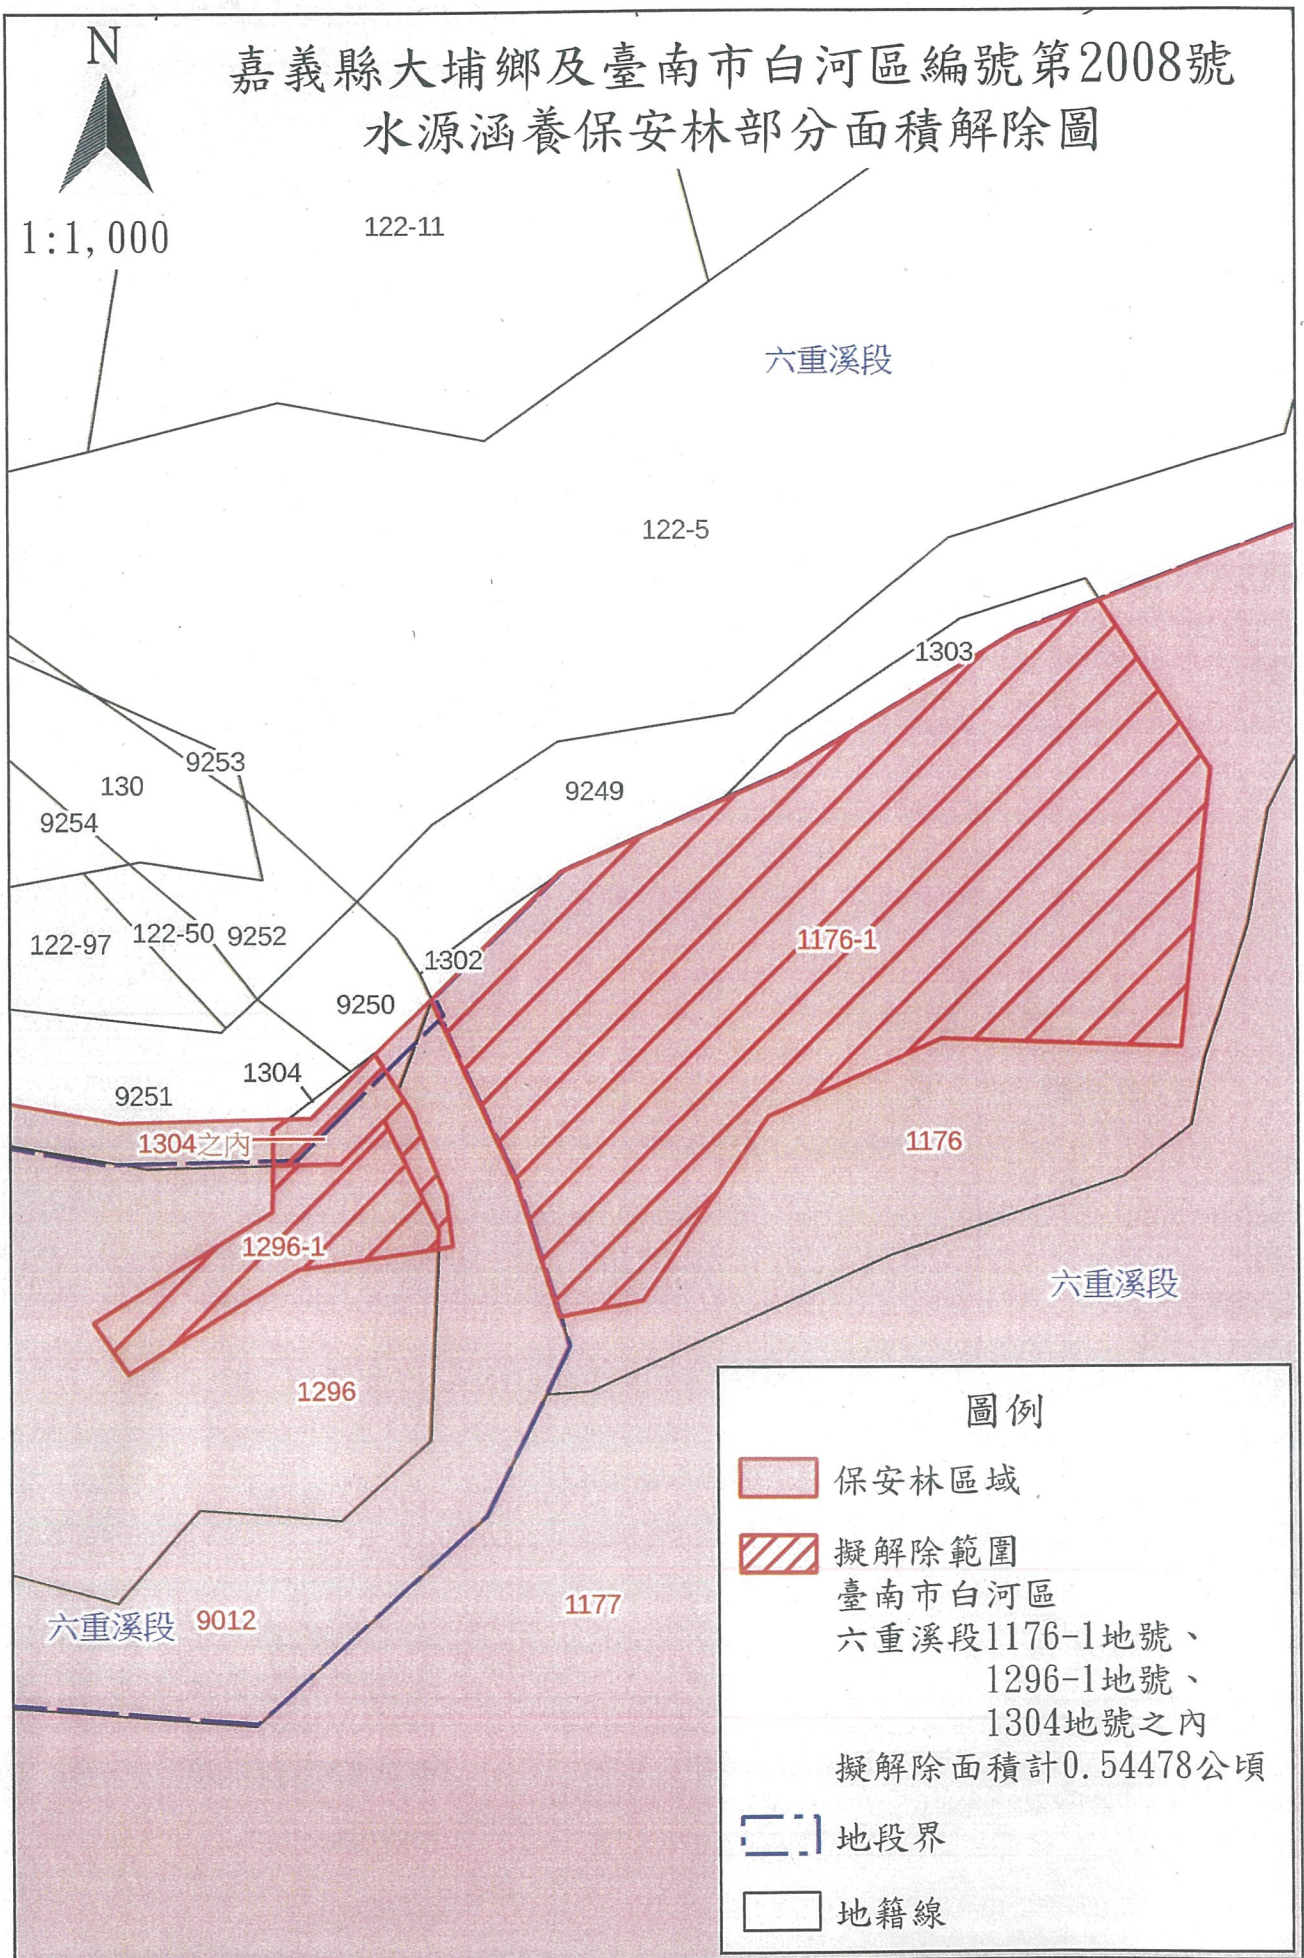 N
嘉義縣大埔鄉及臺南市白河區編號第2008號
水源涵養保安林部分面積解除圖
1:1,000
122-11
六重溪段
122-5
1303
9253
130
9249
9254
1176-1
122-97
122-50
9252
1302
9250
1304
9251
1304之內
1176
1296-1
六重溪段
1296
六重溪段
9012
1177
圖例
保安林區域
擬解除範圍
臺南市白河區
六重溪段1176-1地號、
1296-1地號、
1304地號之內
擬解除面積計0.54478公頃
地段界
地籍線